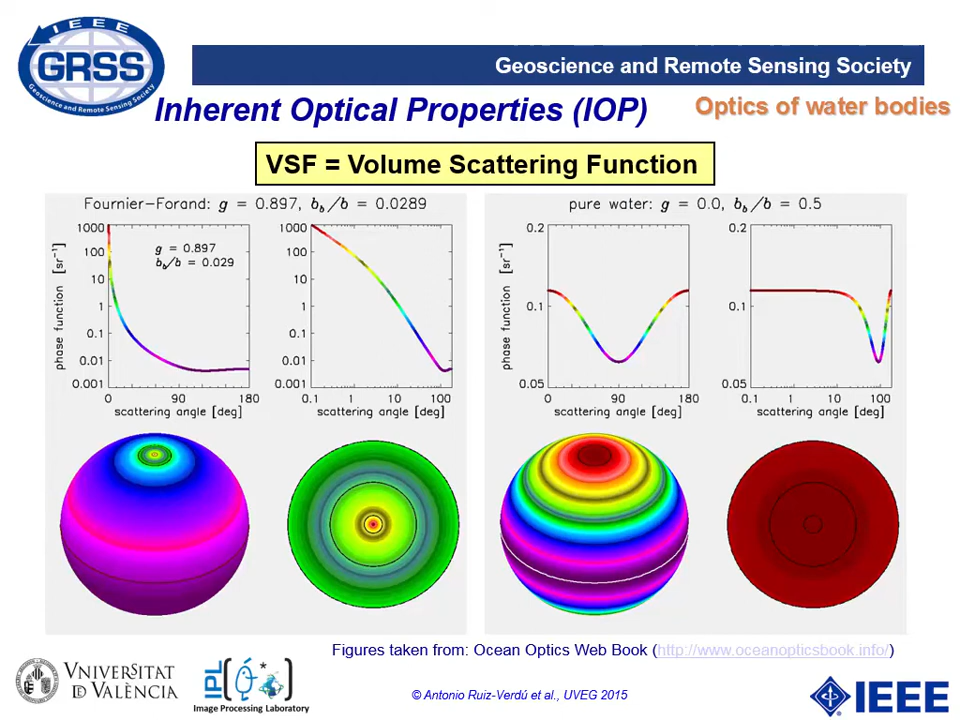 IEEE
GRSS
Geoscience and Remote Sensing Society
Geoscience and Remote Sensing Society
Inherent Optical Properties (IOP)
Optics of water bodies
VSF = Volume Scattering Function
Fournier-Forand: g = 0.897, b_b/b = 0.0289
phase function [sr⁻¹]
1000
100
10
1
0.1
0.01
0.001
g = 0.897
b_b/b = 0.029
0 90 180
scattering angle [deg]
1000
100
10
1
0.1
0.01
0.001
0.1 1 10 100
scattering angle [deg]
pure water: g = 0.0, b_b/b = 0.5
phase function [sr⁻¹]
0.2
0.1
0.05
0 90 180
scattering angle [deg]
0.2
0.1
0.05
0.1 1 10 100
scattering angle [deg]
Figures taken from: Ocean Optics Web Book (http://www.oceanopticsbook.info/)
VNIVERSITAT
D VALÈNCIA
IPL
Image Processing Laboratory
© Antonio Ruiz-Verdú et al., UVEG 2015
IEEE